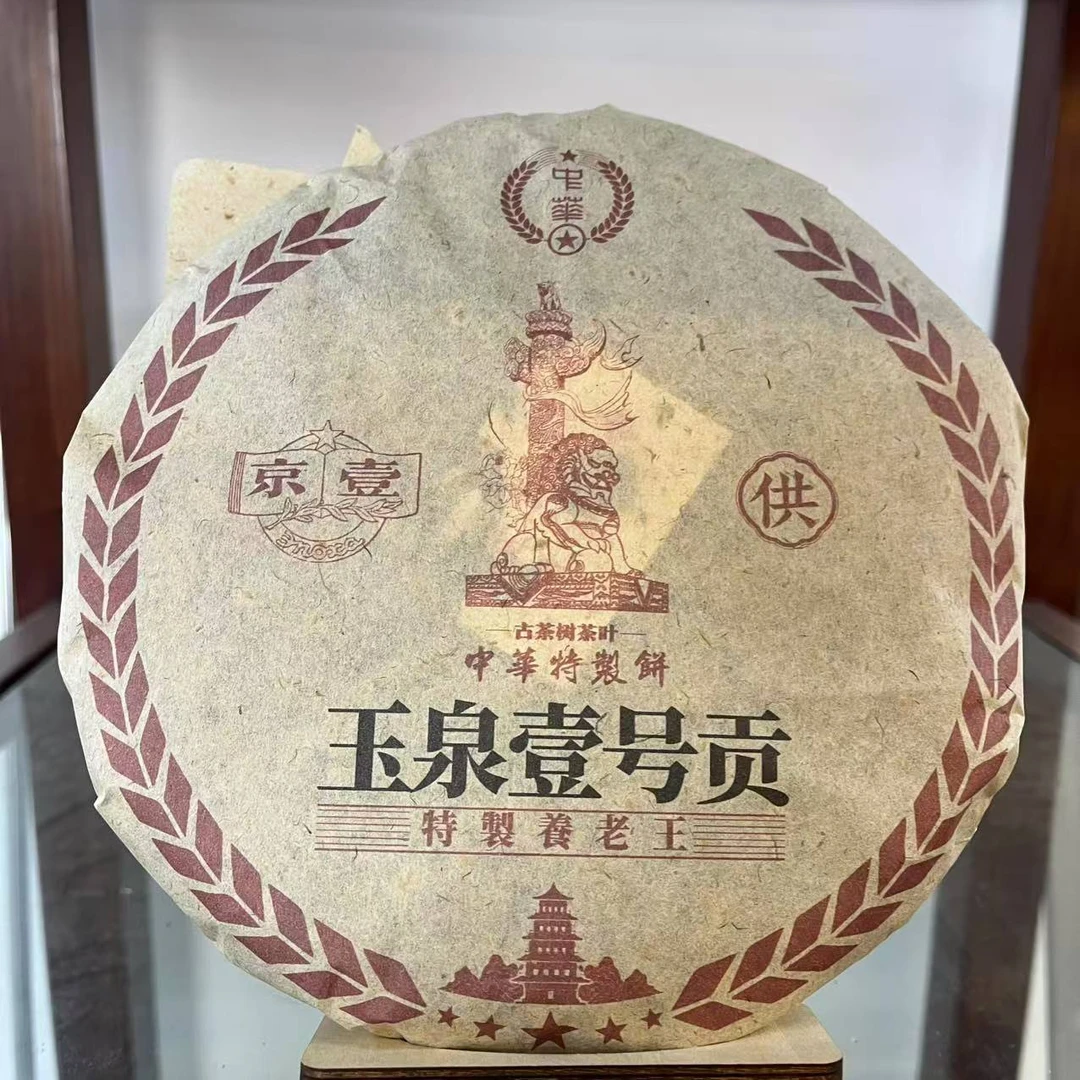 中華
京壹
供
古茶树茶叶
中華特製餅
玉泉壹号贡
特製養老王